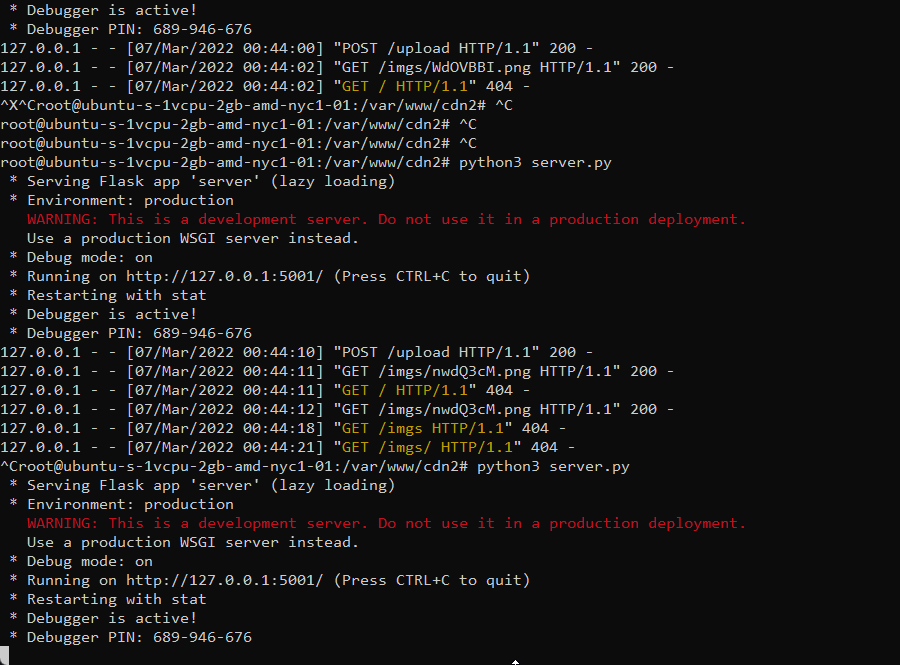 * Debugger is active!
* Debugger PIN: 689-946-676
127.0.0.1 - - [07/Mar/2022 00:44:00] "POST /upload HTTP/1.1" 200 -
127.0.0.1 - - [07/Mar/2022 00:44:02] "GET /imgs/WdOVBBI.png HTTP/1.1" 200 -
127.0.0.1 - - [07/Mar/2022 00:44:02] "GET / HTTP/1.1" 404 -
^X^Croot@ubuntu-s-1vcpu-2gb-amd-nyc1-01:/var/www/cdn2# ^C
root@ubuntu-s-1vcpu-2gb-amd-nyc1-01:/var/www/cdn2# ^C
root@ubuntu-s-1vcpu-2gb-amd-nyc1-01:/var/www/cdn2# ^C
root@ubuntu-s-1vcpu-2gb-amd-nyc1-01:/var/www/cdn2# python3 server.py
* Serving Flask app 'server' (lazy loading)
* Environment: production
WARNING: This is a development server. Do not use it in a production deployment.
Use a production WSGI server instead.
* Debug mode: on
* Running on http://127.0.0.1:5001/ (Press CTRL+C to quit)
* Restarting with stat
* Debugger is active!
* Debugger PIN: 689-946-676
127.0.0.1 - - [07/Mar/2022 00:44:10] "POST /upload HTTP/1.1" 200 -
127.0.0.1 - - [07/Mar/2022 00:44:11] "GET /imgs/nwdQ3cM.png HTTP/1.1" 200 -
127.0.0.1 - - [07/Mar/2022 00:44:11] "GET / HTTP/1.1" 404 -
127.0.0.1 - - [07/Mar/2022 00:44:12] "GET /imgs/nwdQ3cM.png HTTP/1.1" 200 -
127.0.0.1 - - [07/Mar/2022 00:44:18] "GET /imgs HTTP/1.1" 404 -
127.0.0.1 - - [07/Mar/2022 00:44:21] "GET /imgs/ HTTP/1.1" 404 -
^Croot@ubuntu-s-1vcpu-2gb-amd-nyc1-01:/var/www/cdn2# python3 server.py
* Serving Flask app 'server' (lazy loading)
* Environment: production
WARNING: This is a development server. Do not use it in a production deployment.
Use a production WSGI server instead.
* Debug mode: on
* Running on http://127.0.0.1:5001/ (Press CTRL+C to quit)
* Restarting with stat
* Debugger is active!
* Debugger PIN: 689-946-676